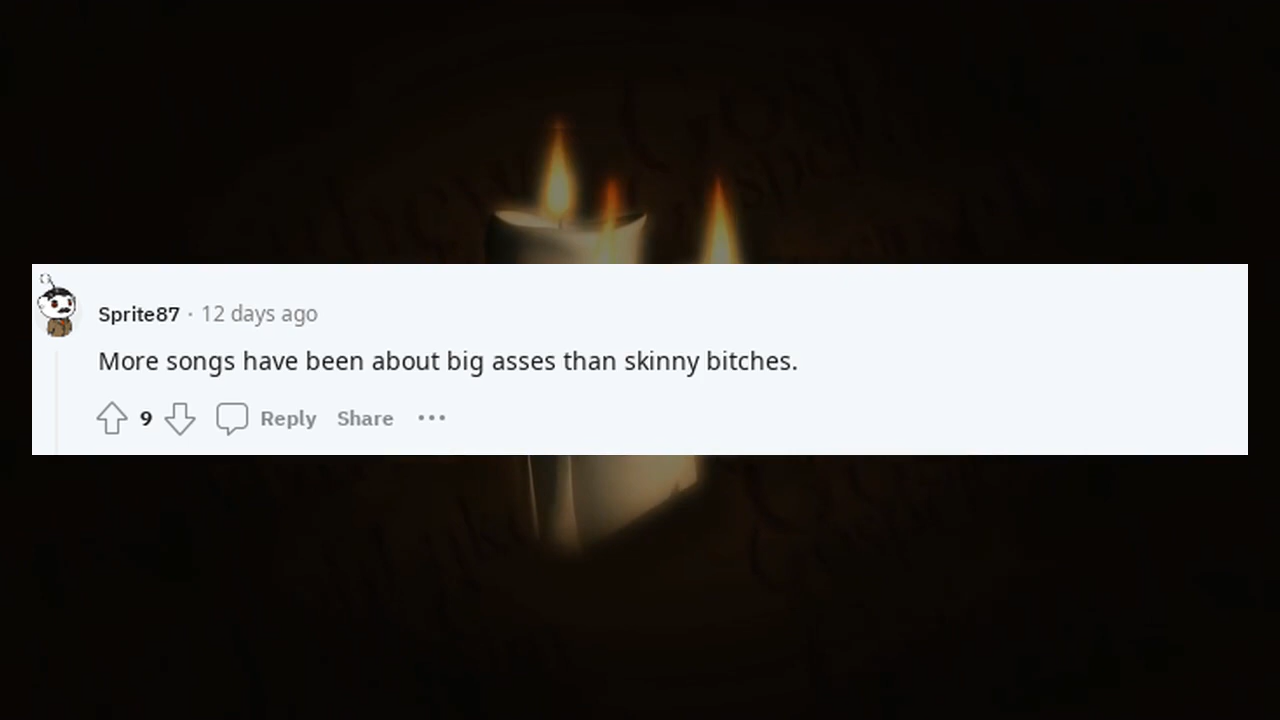 Sprite87 · 12 days ago
More songs have been about big asses than skinny bitches.
9 Reply Share ···